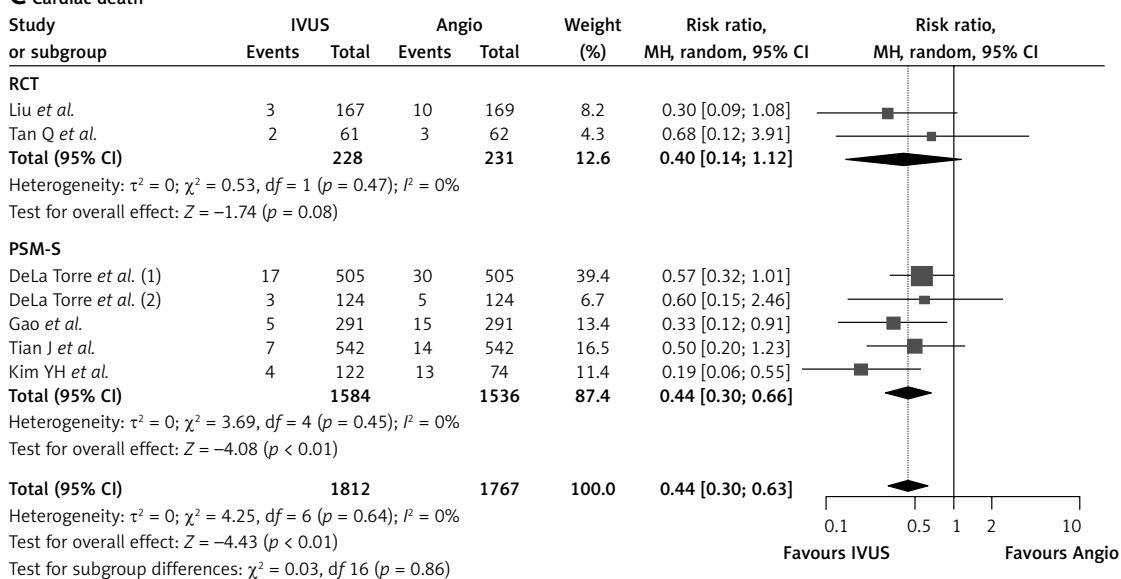 C Cardiac death
Study IVUS Angio Weight Risk ratio, Risk ratio,
or subgroup Events Total Events Total (%) MH, random, 95% CI MH, random, 95% CI
RCT
Liu et al. 3 167 10 169 8.2 0.30 [0.09; 1.08]
Tan Q et al. 2 61 3 62 4.3 0.68 [0.12; 3.91]
Total (95% CI) 228 231 12.6 0.40 [0.14; 1.12]
Heterogeneity: τ² = 0; χ² = 0.53, df = 1 (p = 0.47); I² = 0%
Test for overall effect: Z = –1.74 (p = 0.08)
PSM-S
DeLa Torre et al. (1) 17 505 30 505 39.4 0.57 [0.32; 1.01]
DeLa Torre et al. (2) 3 124 5 124 6.7 0.60 [0.15; 2.46]
Gao et al. 5 291 15 291 13.4 0.33 [0.12; 0.91]
Tian J et al. 7 542 14 542 16.5 0.50 [0.20; 1.23]
Kim YH et al. 4 122 13 74 11.4 0.19 [0.06; 0.55]
Total (95% CI) 1584 1536 87.4 0.44 [0.30; 0.66]
Heterogeneity: τ² = 0; χ² = 3.69, df = 4 (p = 0.45); I² = 0%
Test for overall effect: Z = –4.08 (p < 0.01)
Total (95% CI) 1812 1767 100.0 0.44 [0.30; 0.63]
Heterogeneity: τ² = 0; χ² = 4.25, df = 6 (p = 0.64); I² = 0%
0.1 0.5 1 2 10
Test for overall effect: Z = –4.43 (p < 0.01)
Favours IVUS Favours Angio
Test for subgroup differences: χ² = 0.03, df 16 (p = 0.86)